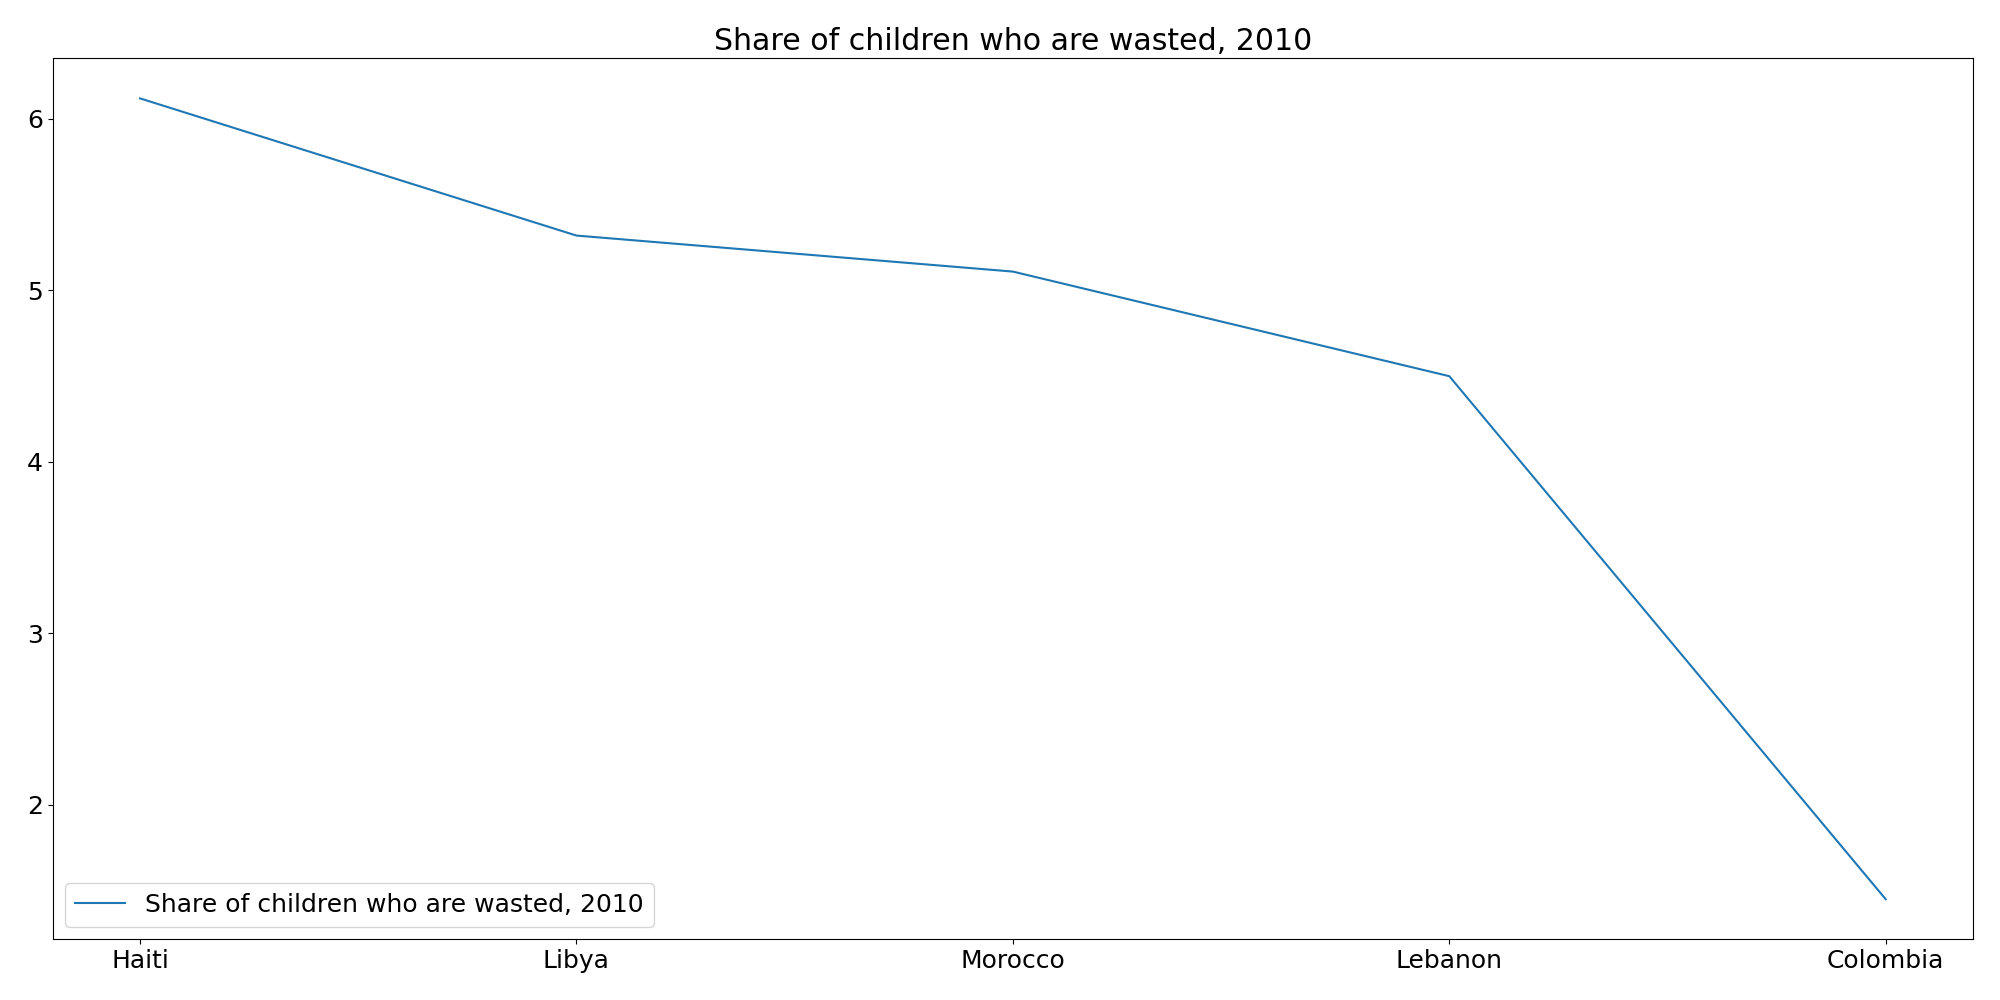 Share of children who are wasted, 2010
6
5
4
3
2
Share of children who are wasted, 2010
Haiti Libya Morocco Lebanon Colombia